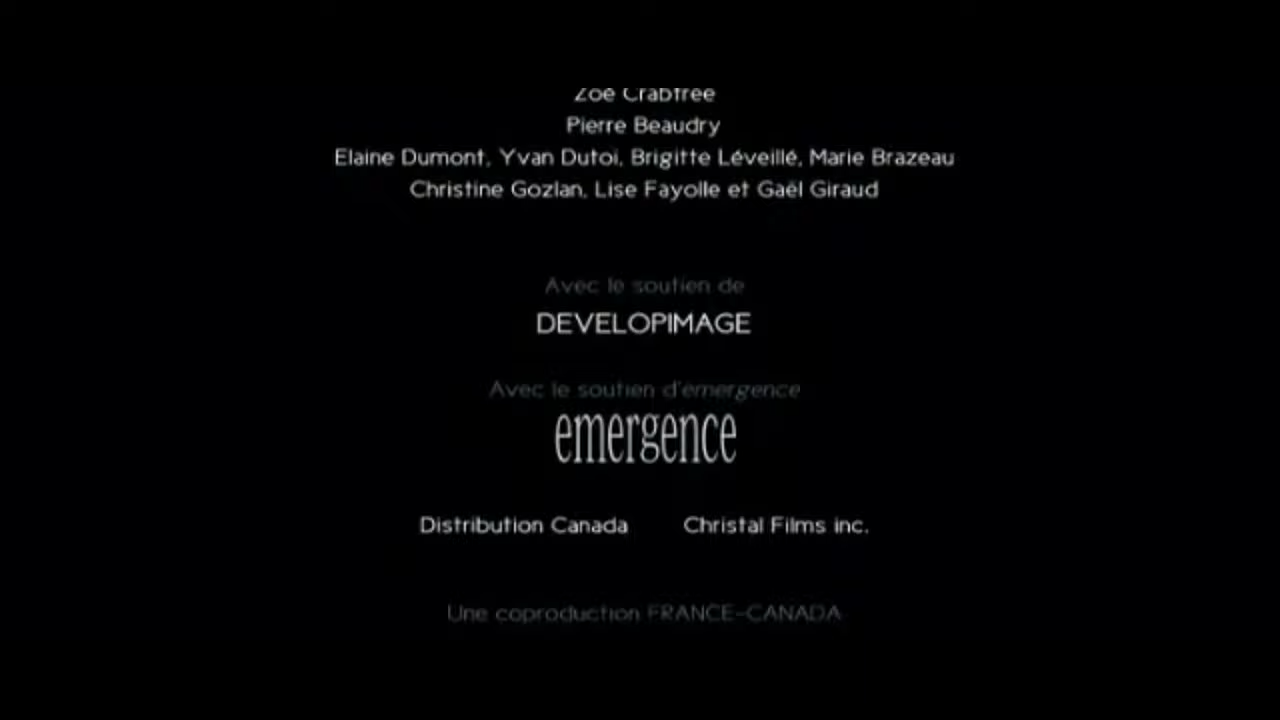 Zoé Crabtree
Pierre Beaudry
Elaine Dumont, Yvan Dutoi, Brigitte Léveillé, Marie Brazeau
Christine Gozlan, Lise Fayolle et Gaël Giraud
Avec le soutien de
DEVELOPIMAGE
Avec le soutien d'émergence
emergence
Distribution Canada Christal Films inc.
Une coproduction FRANCE-CANADA